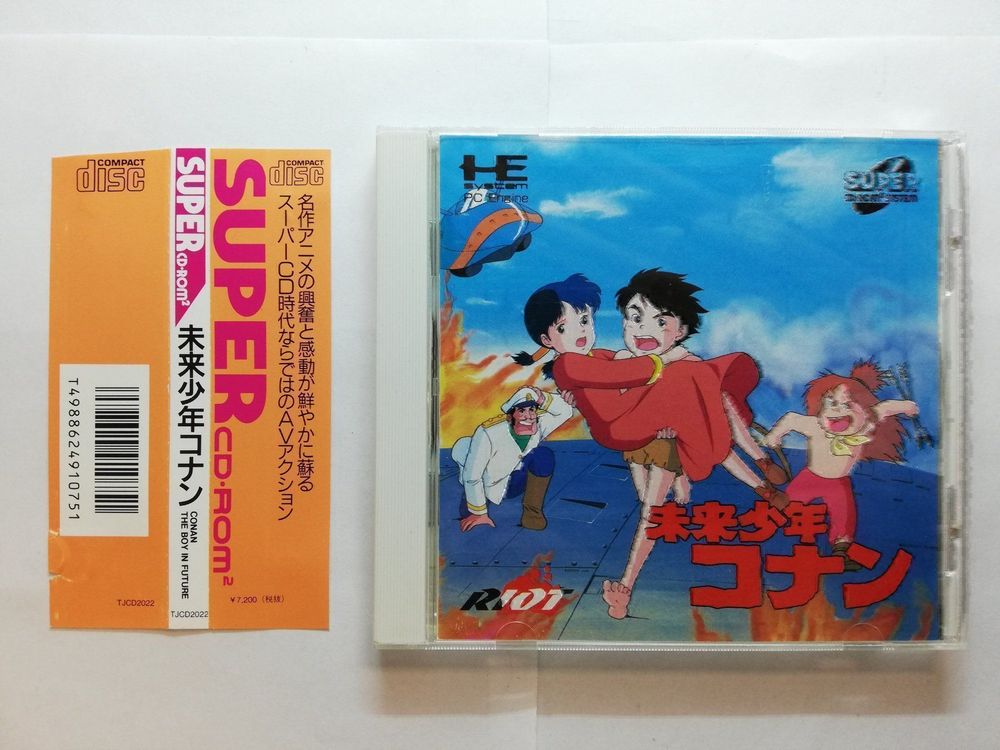 COMPACT
disc
T4988624910751
TJCD2022
SUPER CD・ROM²
未来少年コナン
CONAN
THE BOY IN FUTURE
TJCD2022
COMPACT
disc
SUPER CD・ROM²
名作アニメの興奮と感動が鮮やかに蘇る
スーパーCD時代ならではのAVアクション
¥7,200（税抜）
HE
system
PC Engine
SUPER
未来少年
コナン
RIOT